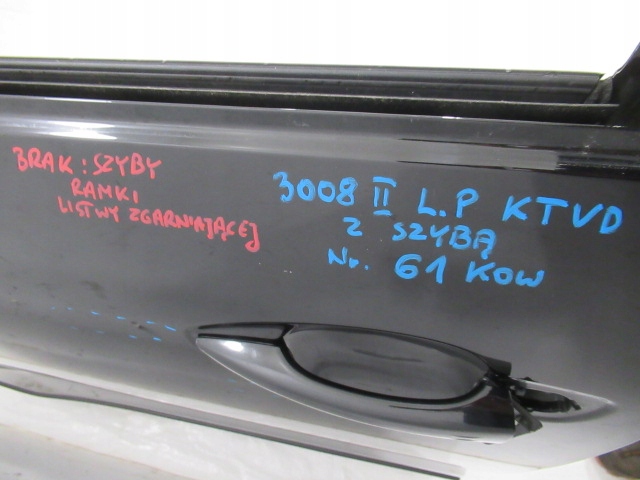 BRAK: SZYBY
RAMKI
LISTWY ZGARNIAJĄCEJ
3008 II L.P KTVD
Z SZYBĄ
Nr. 61 KOW